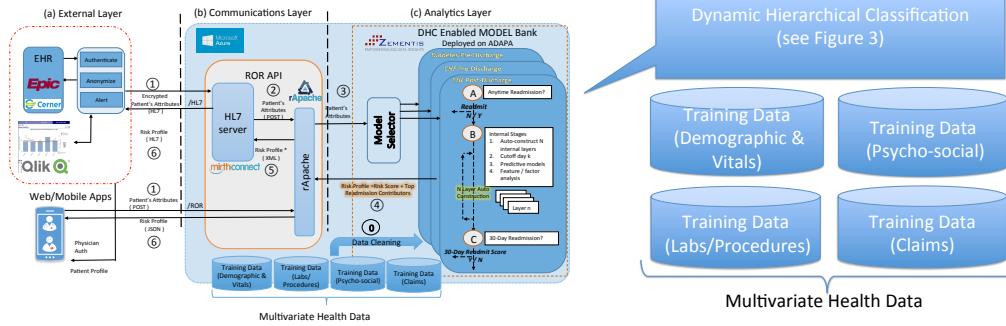 (a) External Layer
(b) Communications Layer
(c) Analytics Layer
EHR
Epic
Cerner
Authenticate
Anonymize
Alert
Qlik Q
①
Encrypted
Patient's Attributes
(HL7)
Risk Profile
(HL7)
⑥
Web/Mobile Apps
①
Patient's Attributes
(POST)
Risk Profile
(JSON)
⑥
Physician
Auth
Patient Profile
Microsoft
Azure
/HL7
/ROR
ROR API
②
rApache
HL7
server
Patient's
Attributes
(POST)
Risk Profile *
(XML)
⑤
mirthconnect
rApache
③
Patient's
Attributes
ZEMENTIS
DHC Enabled MODEL Bank
Deployed on ADAPA
Model
Selector
A
Anytime Readmission?
Readmit
N / Y
B
Internal Stages
1. Auto-construct N
internal layers
2. Cutoff day k
3. Predictive models
4. Feature / factor
analysis
N Layer Auto
Construction
Layer n
C
30-Day Readmission?
30-Day Readmit Score
Y / N
Risk-Profile =Risk Score + Top
Readmission Contributors
④
0
Data Cleaning
Training Data
(Demographic &
Vitals)
Training Data
(Labs/
Procedures)
Training Data
(Psycho-social)
Training Data
(Claims)
Multivariate Health Data
Dynamic Hierarchical Classification
(see Figure 3)
Training Data
(Demographic &
Vitals)
Training Data
(Psycho-social)
Training Data
(Labs/Procedures)
Training Data
(Claims)
Multivariate Health Data